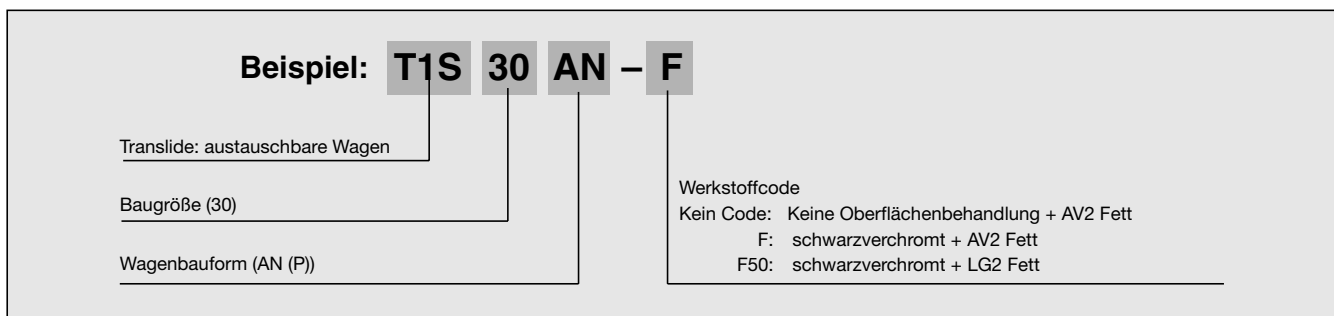 Beispiel: T1S 30 AN – F
Translide: austauschbare Wagen
Baugröße (30)
Wagenbauform (AN (P))
Werkstoffcode
Kein Code: Keine Oberflächenbehandlung + AV2 Fett
F: schwarzverchromt + AV2 Fett
F50: schwarzverchromt + LG2 Fett